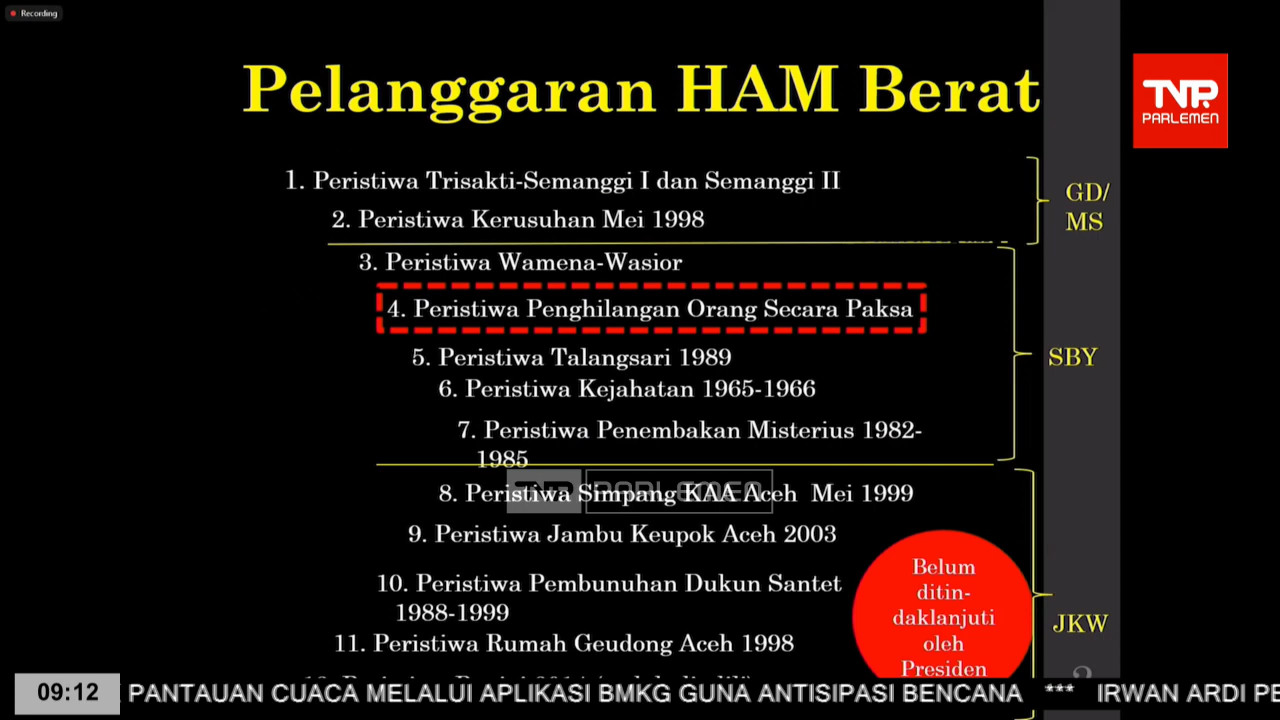 Recording
Pelanggaran HAM Berat
TVR
PARLEMEN
1. Peristiwa Trisakti-Semanggi I dan Semanggi II
2. Peristiwa Kerusuhan Mei 1998
GD/
MS
3. Peristiwa Wamena-Wasior
4. Peristiwa Penghilangan Orang Secara Paksa
5. Peristiwa Talangsari 1989
6. Peristiwa Kejahatan 1965-1966
7. Peristiwa Penembakan Misterius 1982-
1985
SBY
TVR PARLEMEN
8. Peristiwa Simpang KAA Aceh Mei 1999
9. Peristiwa Jambu Keupok Aceh 2003
10. Peristiwa Pembunuhan Dukun Santet
1988-1999
11. Peristiwa Rumah Geudong Aceh 1998
Belum
ditin-
daklanjuti
oleh
Presiden
JKW
09:12
PANTAUAN CUACA MELALUI APLIKASI BMKG GUNA ANTISIPASI BENCANA *** IRWAN ARDI